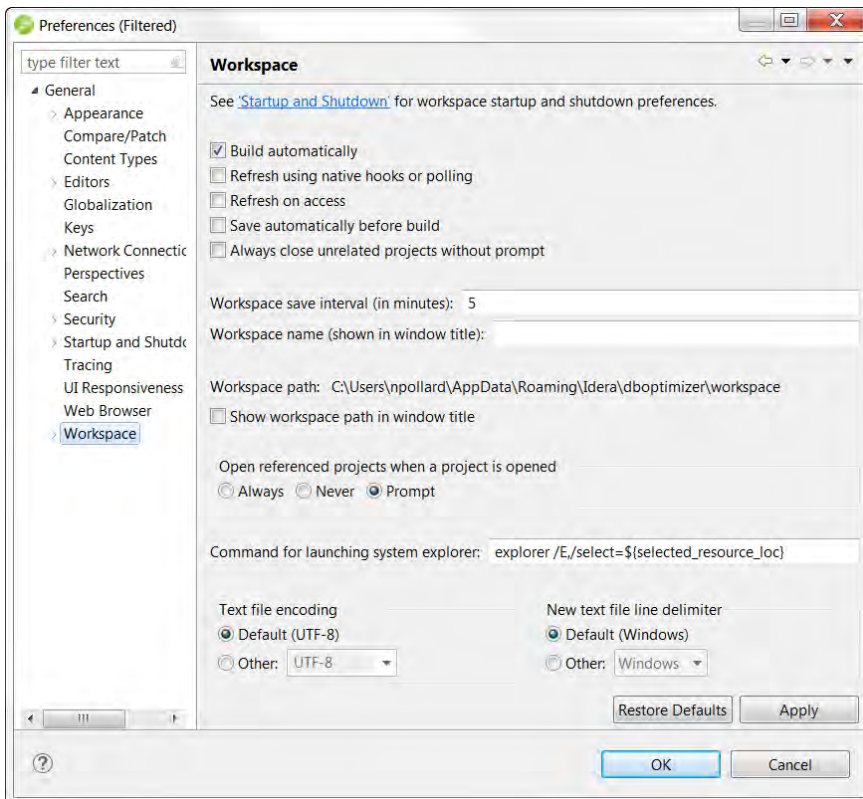 Preferences (Filtered)
type filter text
General
Appearance
Compare/Patch
Content Types
Editors
Globalization
Keys
Network Connectic
Perspectives
Search
Security
Startup and Shutdo
Tracing
UI Responsiveness
Web Browser
Workspace
Workspace
See 'Startup and Shutdown' for workspace startup and shutdown preferences.
Build automatically
Refresh using native hooks or polling
Refresh on access
Save automatically before build
Always close unrelated projects without prompt
Workspace save interval (in minutes): 5
Workspace name (shown in window title):
Workspace path: C:\Users\npollard\AppData\Roaming\Idera\dboptimizer\workspace
Show workspace path in window title
Open referenced projects when a project is opened
Always Never Prompt
Command for launching system explorer: explorer /E,/select=${selected_resource_loc}
Text file encoding
Default (UTF-8)
Other: UTF-8
New text file line delimiter
Default (Windows)
Other: Windows
Restore Defaults Apply
OK Cancel